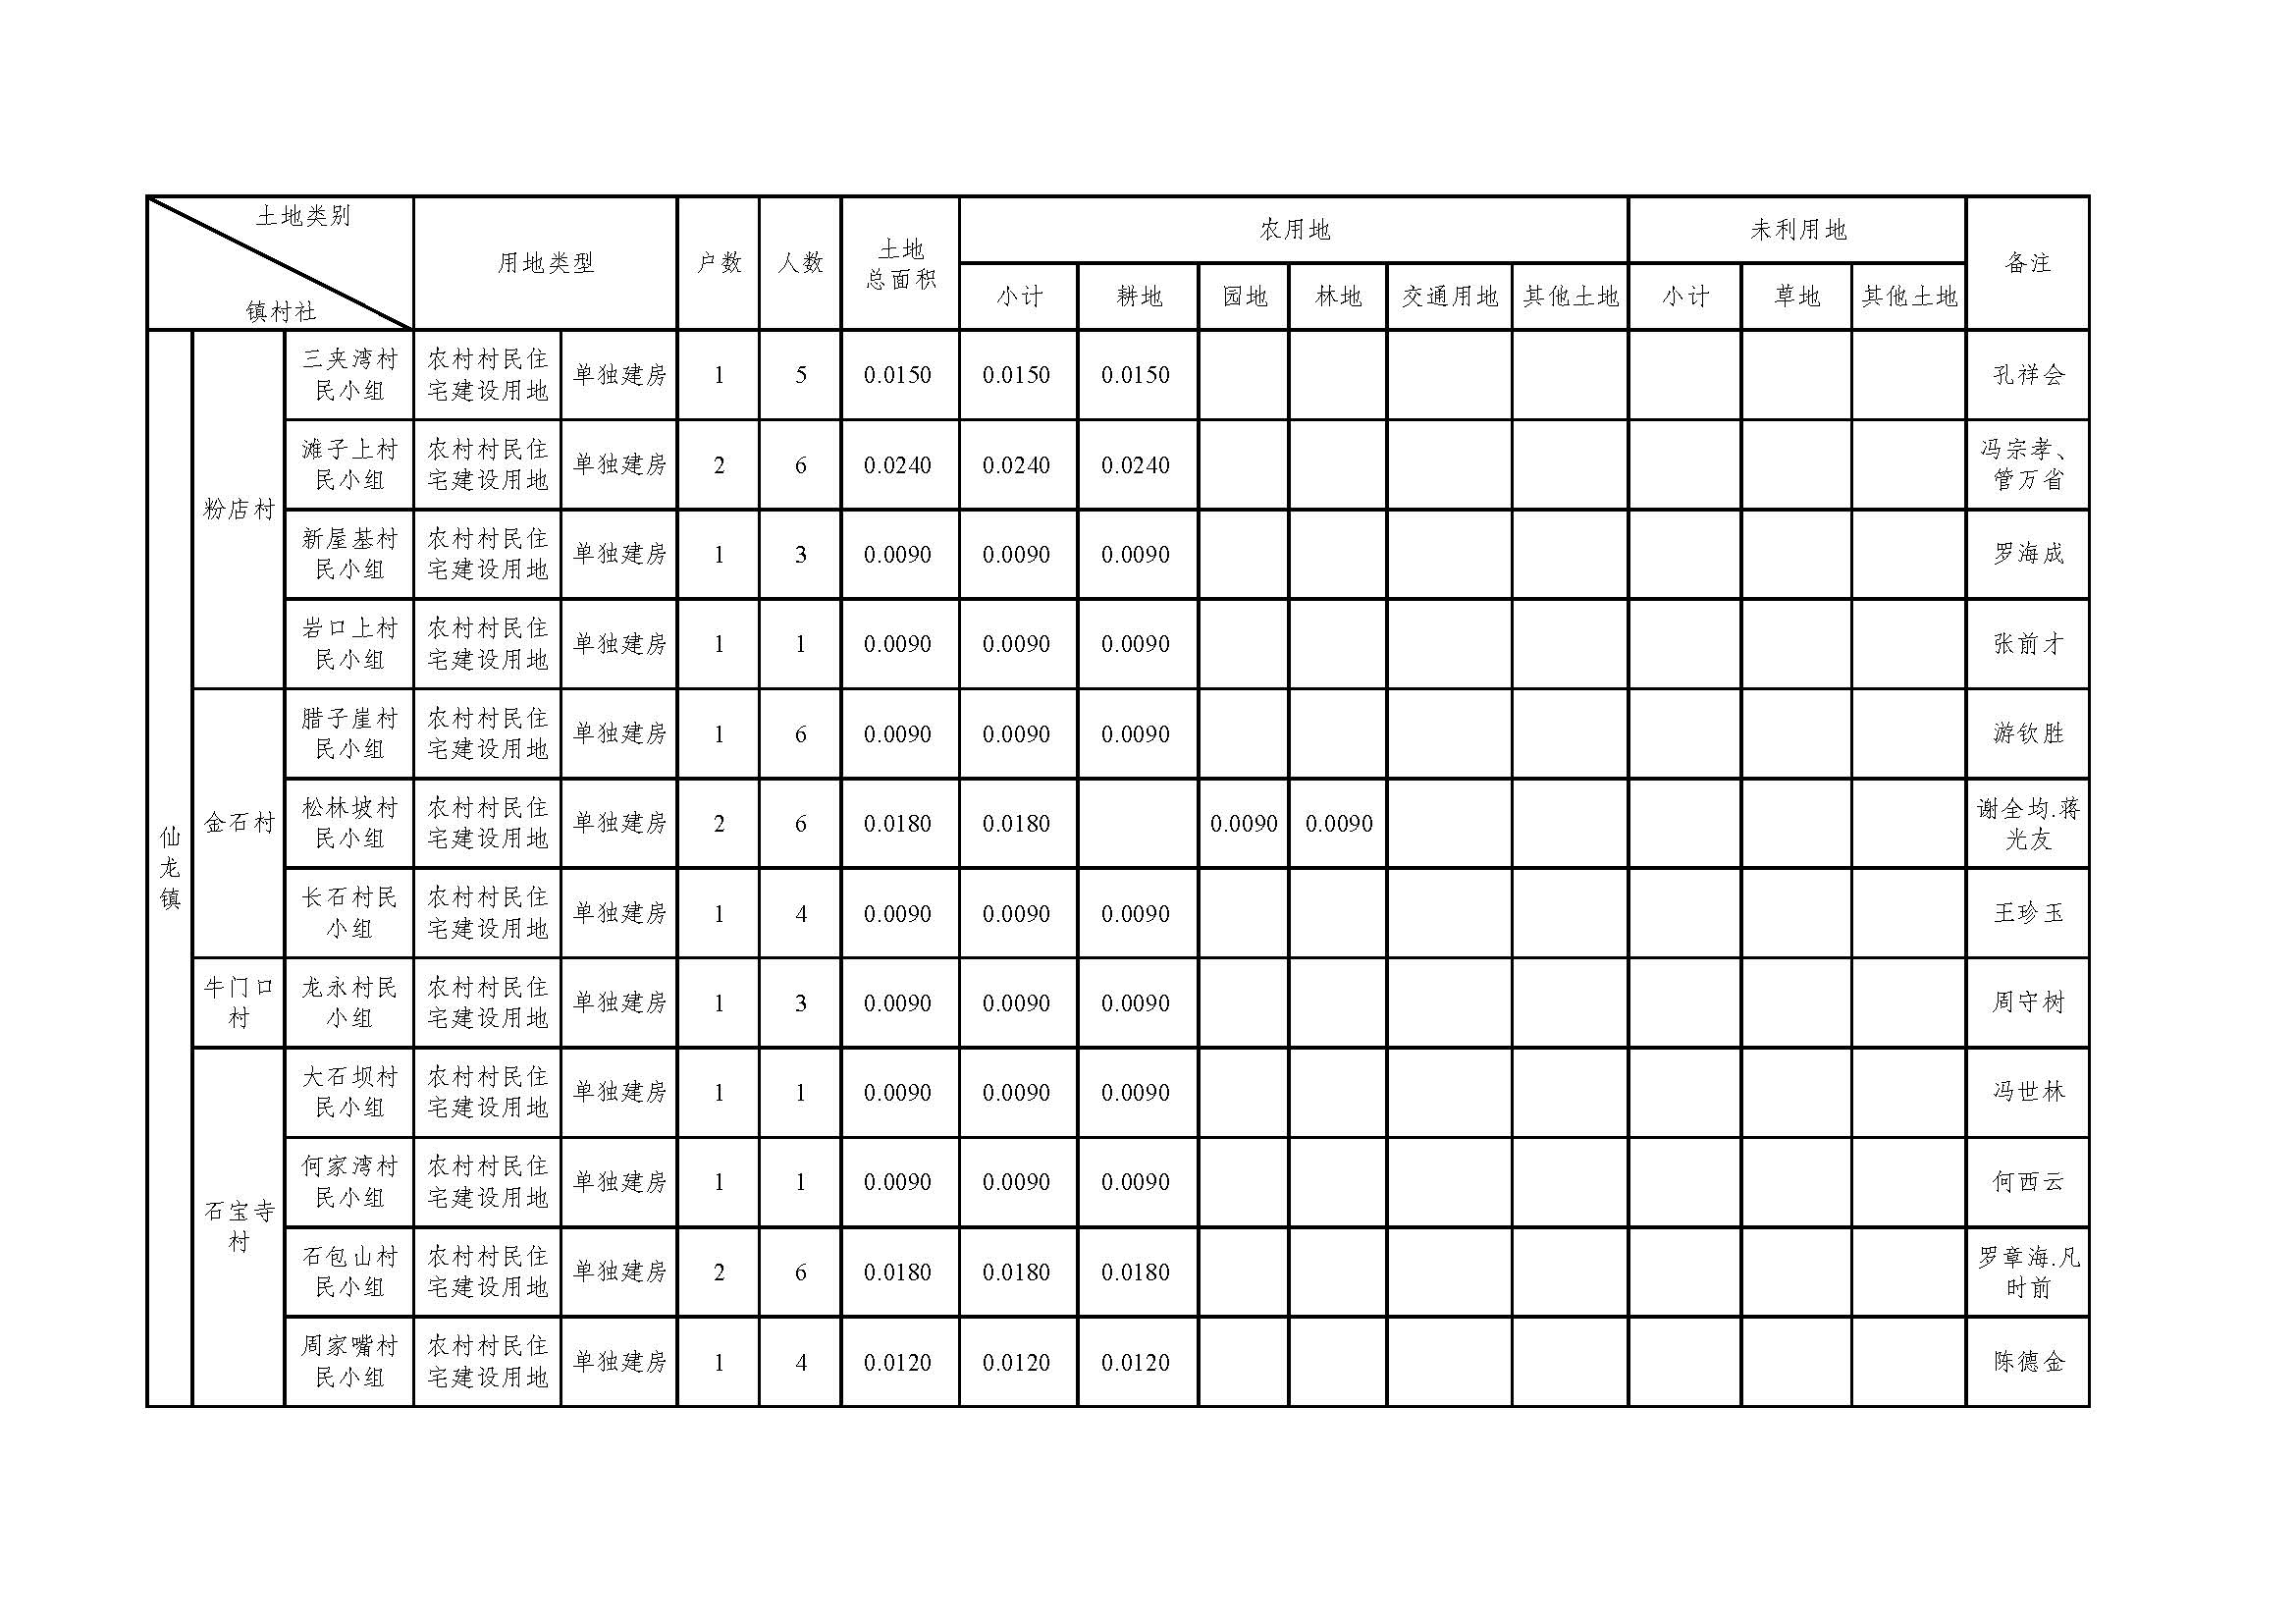 土地类别
镇村社
用地类型
户数
人数
土地
总面积
农用地
未利用地
备注
小计
耕地
园地
林地
交通用地
其他土地
小计
草地
其他土地
仙
龙
镇
粉店村
三夹湾村
民小组
农村村民住
宅建设用地
单独建房
1
5
0.0150
0.0150
0.0150
孔祥会
滩子上村
民小组
农村村民住
宅建设用地
单独建房
2
6
0.0240
0.0240
0.0240
冯宗孝、
管万省
新屋基村
民小组
农村村民住
宅建设用地
单独建房
1
3
0.0090
0.0090
0.0090
罗海成
岩口上村
民小组
农村村民住
宅建设用地
单独建房
1
1
0.0090
0.0090
0.0090
张前才
金石村
腊子崖村
民小组
农村村民住
宅建设用地
单独建房
1
6
0.0090
0.0090
0.0090
游钦胜
松林坡村
民小组
农村村民住
宅建设用地
单独建房
2
6
0.0180
0.0180
0.0090
0.0090
谢全均.蒋
光友
长石村民
小组
农村村民住
宅建设用地
单独建房
1
4
0.0090
0.0090
0.0090
王珍玉
牛门口
村
龙永村民
小组
农村村民住
宅建设用地
单独建房
1
3
0.0090
0.0090
0.0090
周守树
石宝寺
村
大石坝村
民小组
农村村民住
宅建设用地
单独建房
1
1
0.0090
0.0090
0.0090
冯世林
何家湾村
民小组
农村村民住
宅建设用地
单独建房
1
1
0.0090
0.0090
0.0090
何西云
石包山村
民小组
农村村民住
宅建设用地
单独建房
2
6
0.0180
0.0180
0.0180
罗章海.凡
时前
周家嘴村
民小组
农村村民住
宅建设用地
单独建房
1
4
0.0120
0.0120
0.0120
陈德金